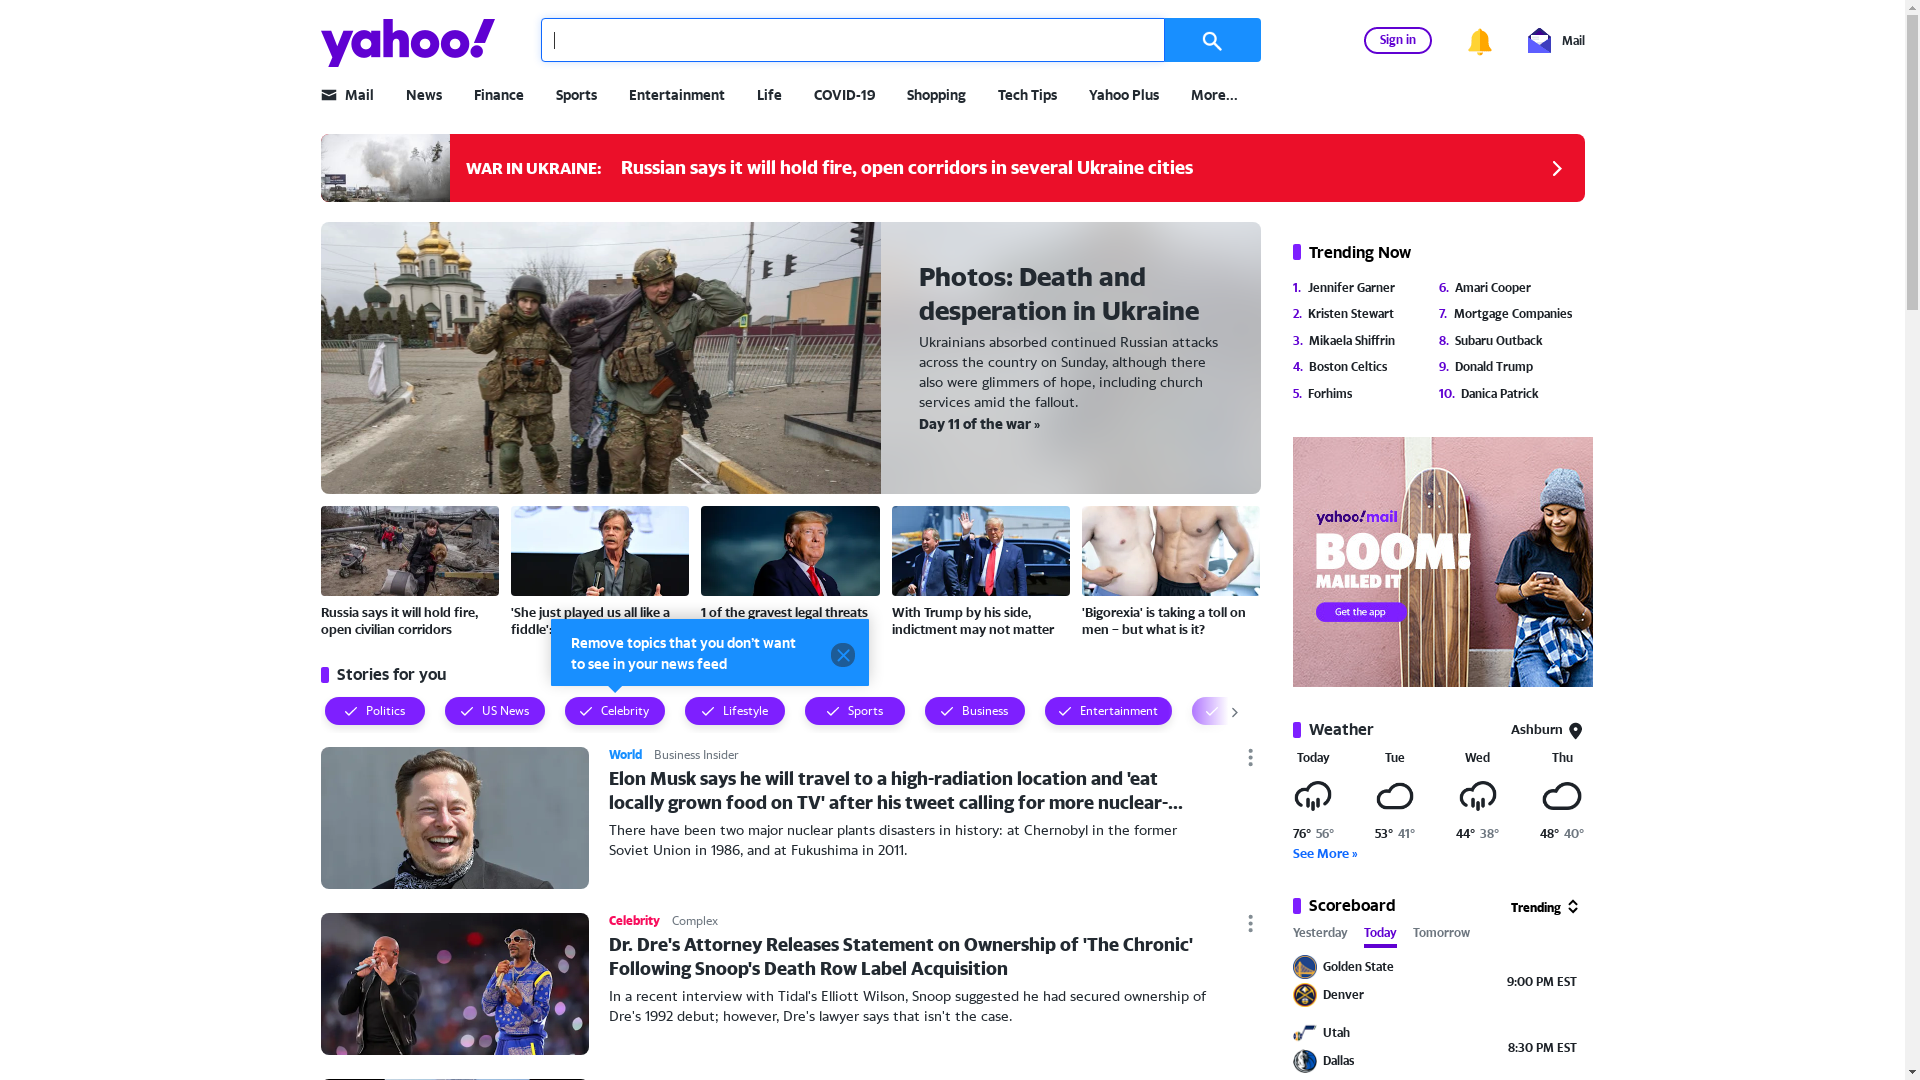 yahoo!
Sign in
Mail
Mail
News
Finance
Sports
Entertainment
Life
COVID-19
Shopping
Tech Tips
Yahoo Plus
More...
WAR IN UKRAINE:
Russian says it will hold fire, open corridors in several Ukraine cities
Photos: Death and
desperation in Ukraine
Ukrainians absorbed continued Russian attacks
across the country on Sunday, although there
also were glimmers of hope, including church
services amid the fallout.
Day 11 of the war »
Russia says it will hold fire,
open civilian corridors
'She just played us all like a
fiddle':
1 of the gravest legal threats
With Trump by his side,
indictment may not matter
'Bigorexia' is taking a toll on
men – but what is it?
Remove topics that you don't want
to see in your news feed
Stories for you
Politics
US News
Celebrity
Lifestyle
Sports
Business
Entertainment
World
Business Insider
Elon Musk says he will travel to a high-radiation location and 'eat
locally grown food on TV' after his tweet calling for more nuclear-...
There have been two major nuclear plants disasters in history: at Chernobyl in the former
Soviet Union in 1986, and at Fukushima in 2011.
Celebrity
Complex
Dr. Dre's Attorney Releases Statement on Ownership of 'The Chronic'
Following Snoop's Death Row Label Acquisition
In a recent interview with Tidal's Elliott Wilson, Snoop suggested he had secured ownership of
Dre's 1992 debut; however, Dre's lawyer says that isn't the case.
Trending Now
1. Jennifer Garner
2. Kristen Stewart
3. Mikaela Shiffrin
4. Boston Celtics
5. Forhims
6. Amari Cooper
7. Mortgage Companies
8. Subaru Outback
9. Donald Trump
10. Danica Patrick
yahoo!mail
BOOM!
MAILED IT
Get the app
Weather
Ashburn
Today
Tue
Wed
Thu
76° 56°
53° 41°
44° 38°
48° 40°
See More »
Scoreboard
Trending
Yesterday
Today
Tomorrow
Golden State
Denver
9:00 PM EST
Utah
Dallas
8:30 PM EST